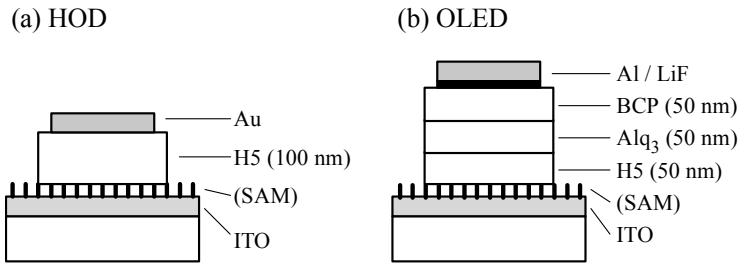 (a) HOD
Au
H5 (100 nm)
(SAM)
ITO
(b) OLED
Al / LiF
BCP (50 nm)
Alq3 (50 nm)
H5 (50 nm)
(SAM)
ITO